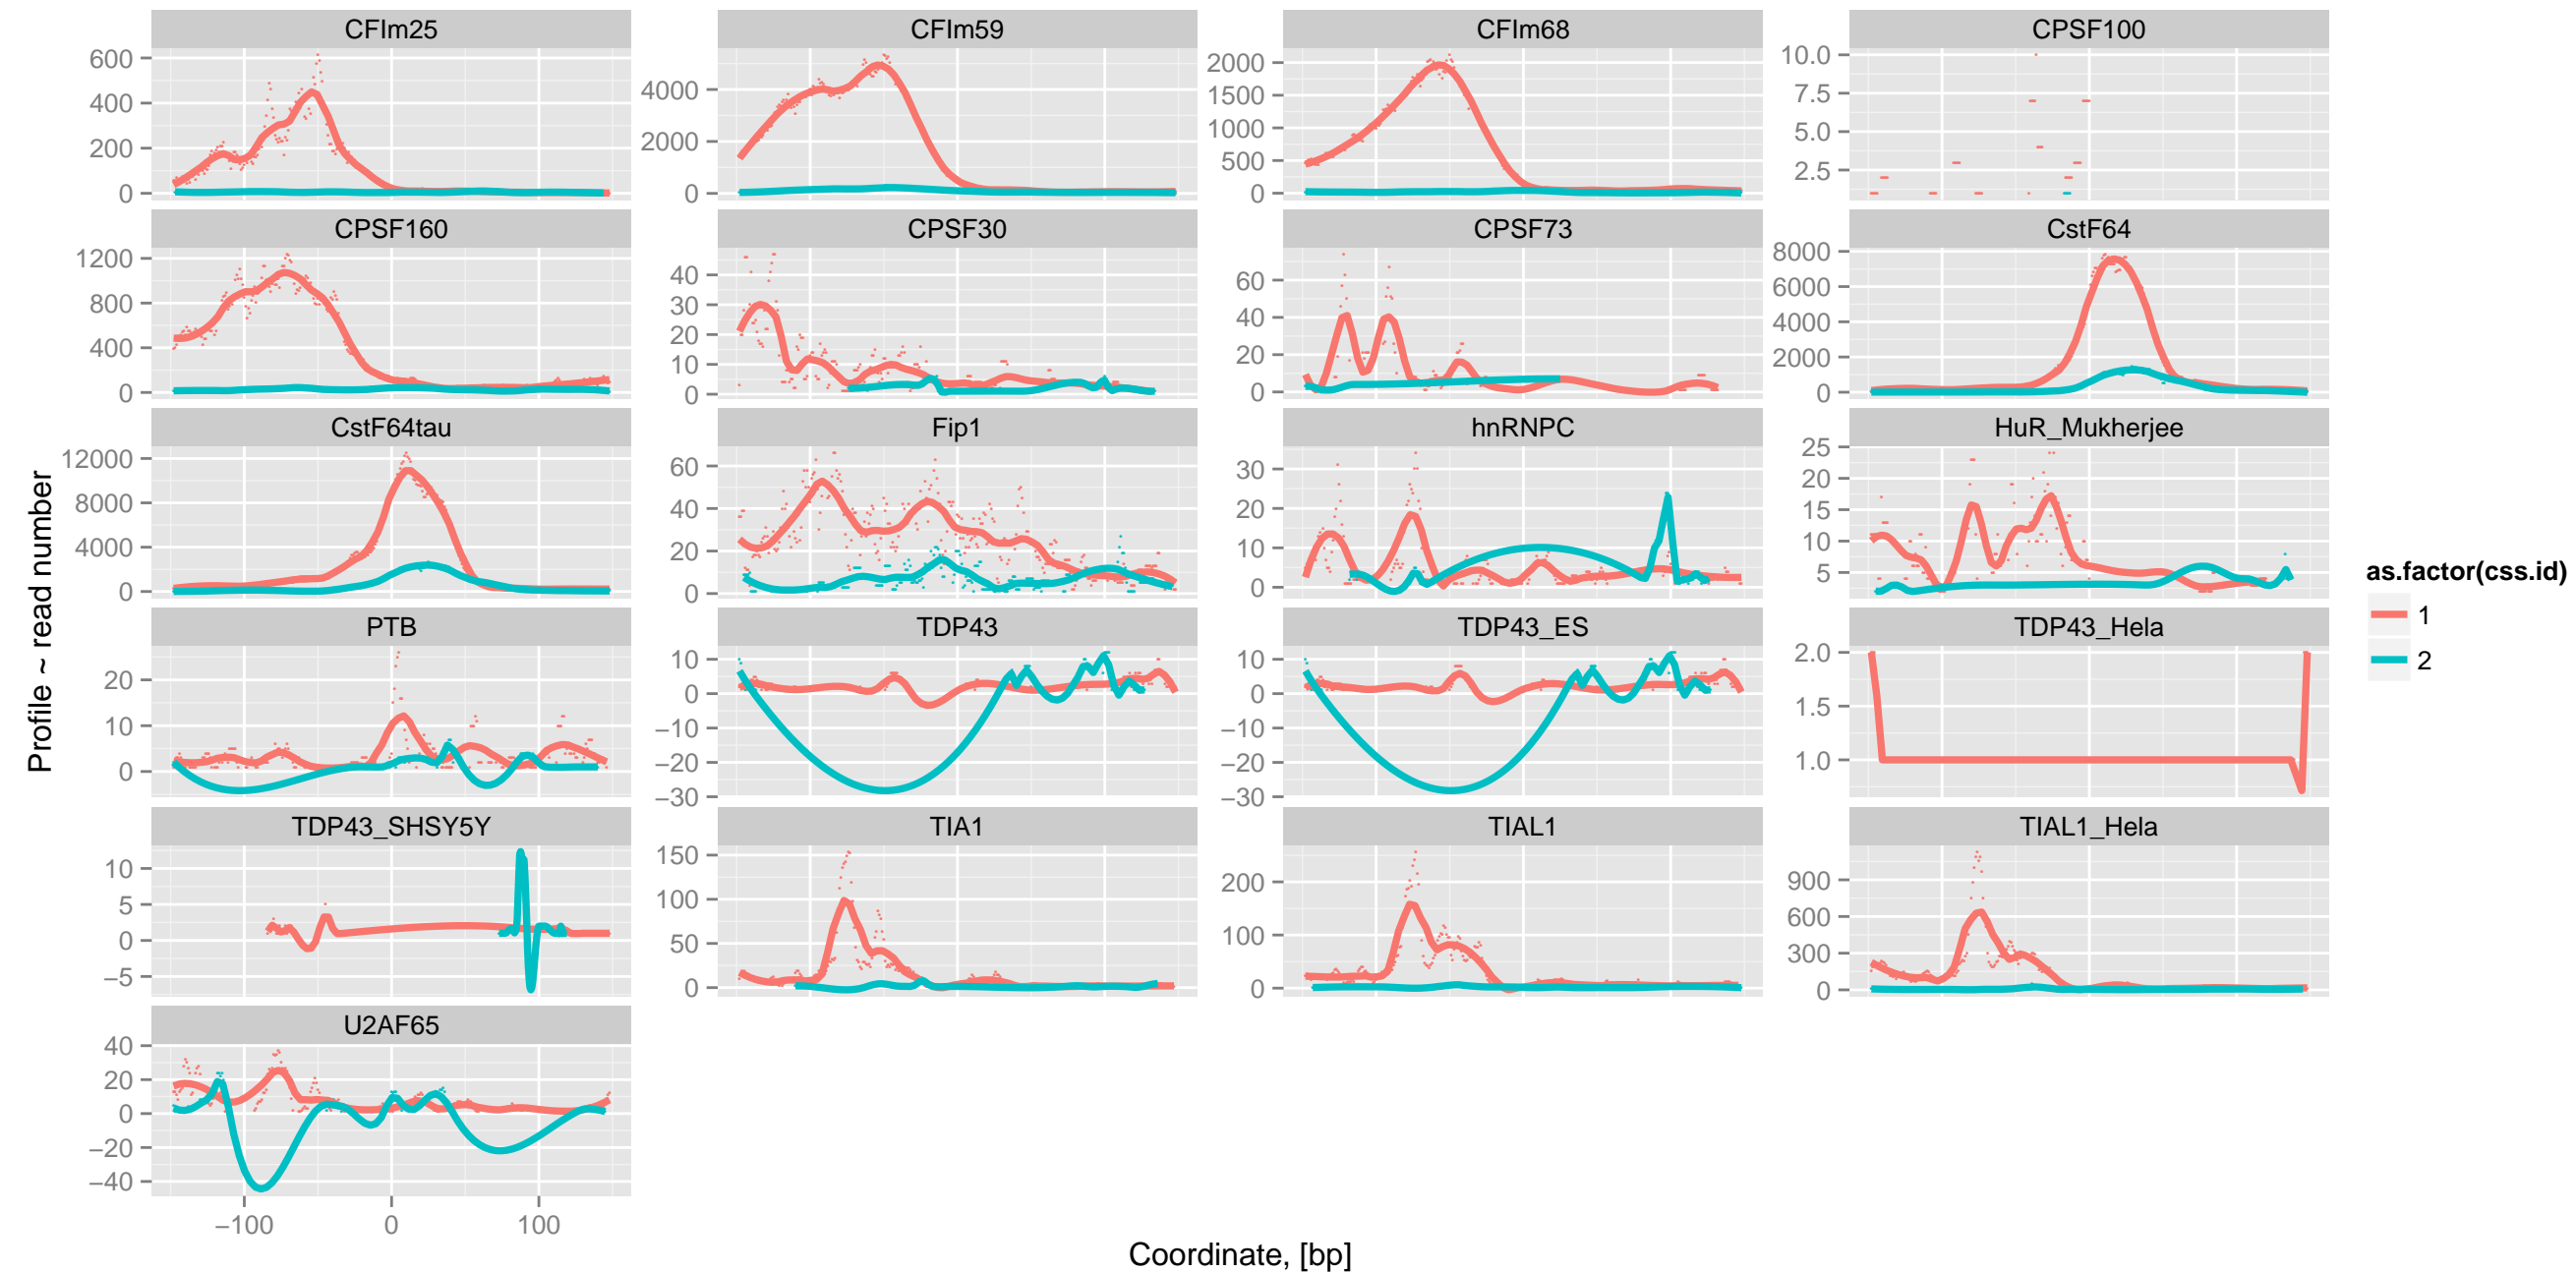 CFIm25 CFIm59 CFIm68 CPSF100
600 400 200 0
4000 2000 0
2000 1500 1000 500 0
10.0 7.5 5.0 2.5
CPSF160 CPSF30 CPSF73 CstF64
1200 800 400 0
40 30 20 10 0
60 40 20 0
8000 6000 4000 2000 0
CstF64tau Fip1 hnRNPC HuR_Mukherjee
12000 8000 4000 0
60 40 20 0
30 20 10 0
25 20 15 10 5
PTB TDP43 TDP43_ES TDP43_Hela
20 10 0
10 0 −10 −20 −30
10 0 −10 −20 −30
2.0 1.5 1.0
TDP43_SHSY5Y TIA1 TIAL1 TIAL1_Hela
10 5 0 −5
150 100 50 0
200 100 0
900 600 300 0
U2AF65
40 20 0 −20 −40
−100 0 100
Coordinate, [bp]
Profile ~ read number
as.factor(css.id)
1
2